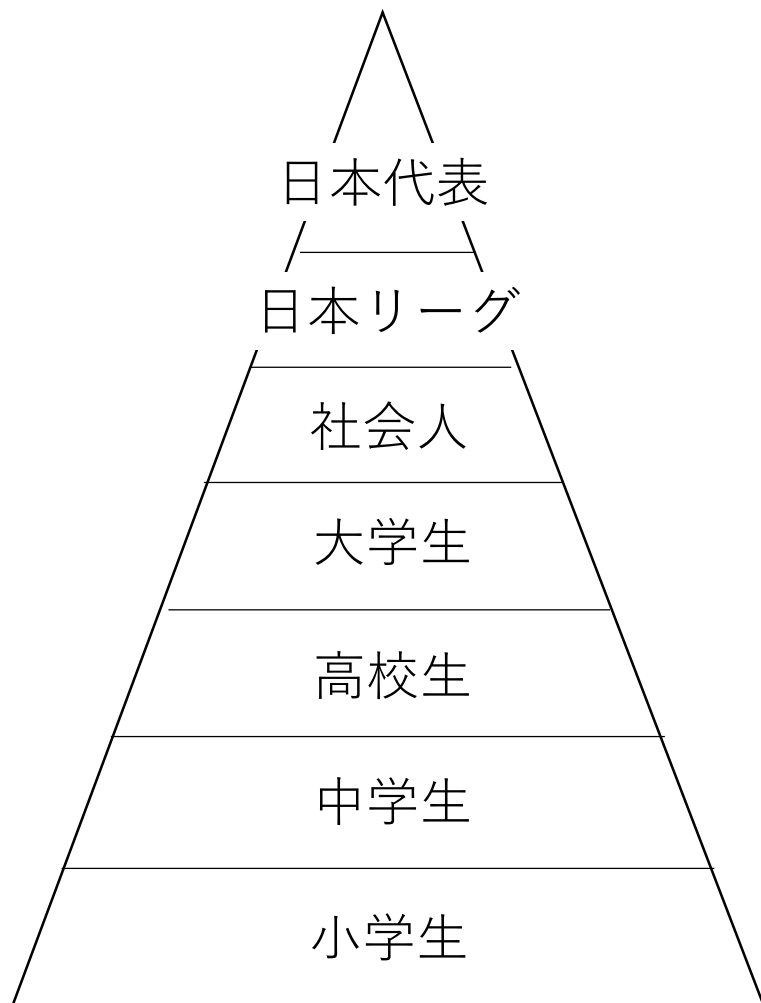 日本代表
日本リーグ
社会人
大学生
高校生
中学生
小学生